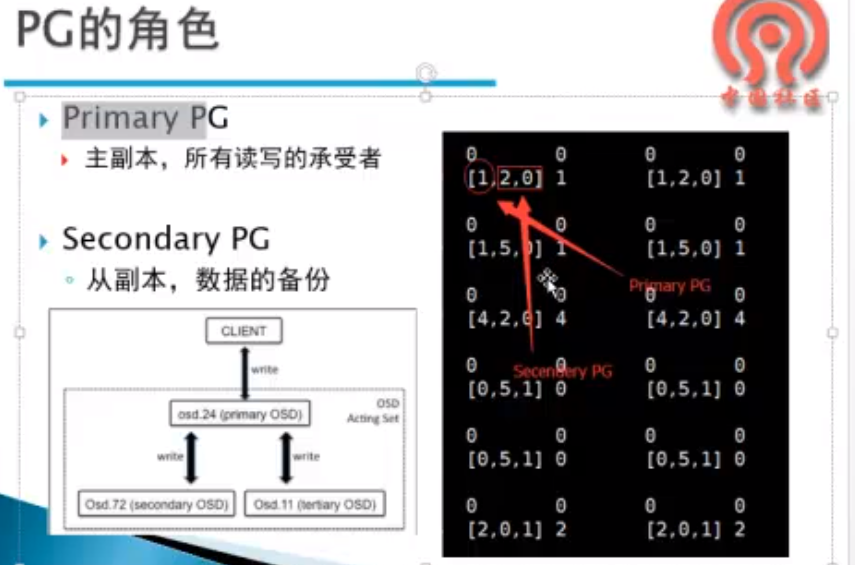 PG的角色
中国社区
Primary PG
主副本，所有读写的承受者
Secondary PG
从副本，数据的备份
CLIENT
write
OSD
Acting Set
osd.24 (primary OSD)
write
write
Osd.72 (secondary OSD)
Osd.11 (tertiary OSD)
0 0 0 0
[1,2,0] 1 [1,2,0] 1
0 0 0 0
[1,5,0] 1 [1,5,0] 1
Primary PG
0 0 0 0
[4,2,0] 4 [4,2,0] 4
Secendery PG
0 0 0 0
[0,5,1] 0 [0,5,1] 0
0 0 0 0
[0,5,1] 0 [0,5,1] 0
0 0 0 0
[2,0,1] 2 [2,0,1] 2